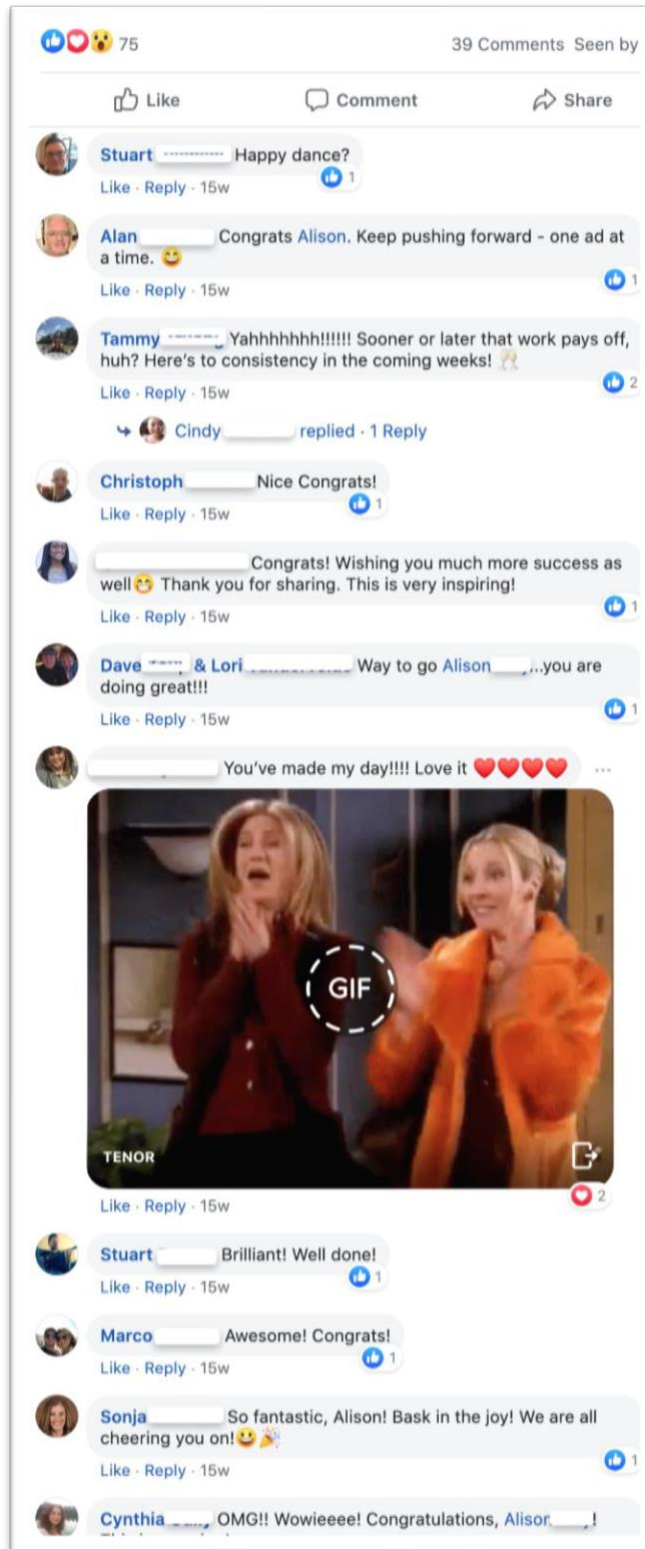 75
39 Comments Seen by
Like Comment Share
Stuart Happy dance?
1
Like · Reply · 15w
Alan Congrats Alison. Keep pushing forward - one ad at
a time. 😄
1
Like · Reply · 15w
Tammy Yahhhhhhh!!!!!! Sooner or later that work pays off,
huh? Here's to consistency in the coming weeks! 🥂
2
Like · Reply · 15w
Cindy replied · 1 Reply
Christoph Nice Congrats!
1
Like · Reply · 15w
Congrats! Wishing you much more success as
well😁 Thank you for sharing. This is very inspiring!
1
Like · Reply · 15w
Dave & Lori Way to go Alison ...you are
doing great!!!
1
Like · Reply · 15w
You've made my day!!!! Love it ❤️❤️❤️❤️ ...
GIF
TENOR
2
Like · Reply · 15w
Stuart Brilliant! Well done!
1
Like · Reply · 15w
Marco Awesome! Congrats!
1
Like · Reply · 15w
Sonja So fantastic, Alison! Bask in the joy! We are all
cheering you on!😃🎉
1
Like · Reply · 15w
Cynthia OMG!! Wowieeee! Congratulations, Alison !